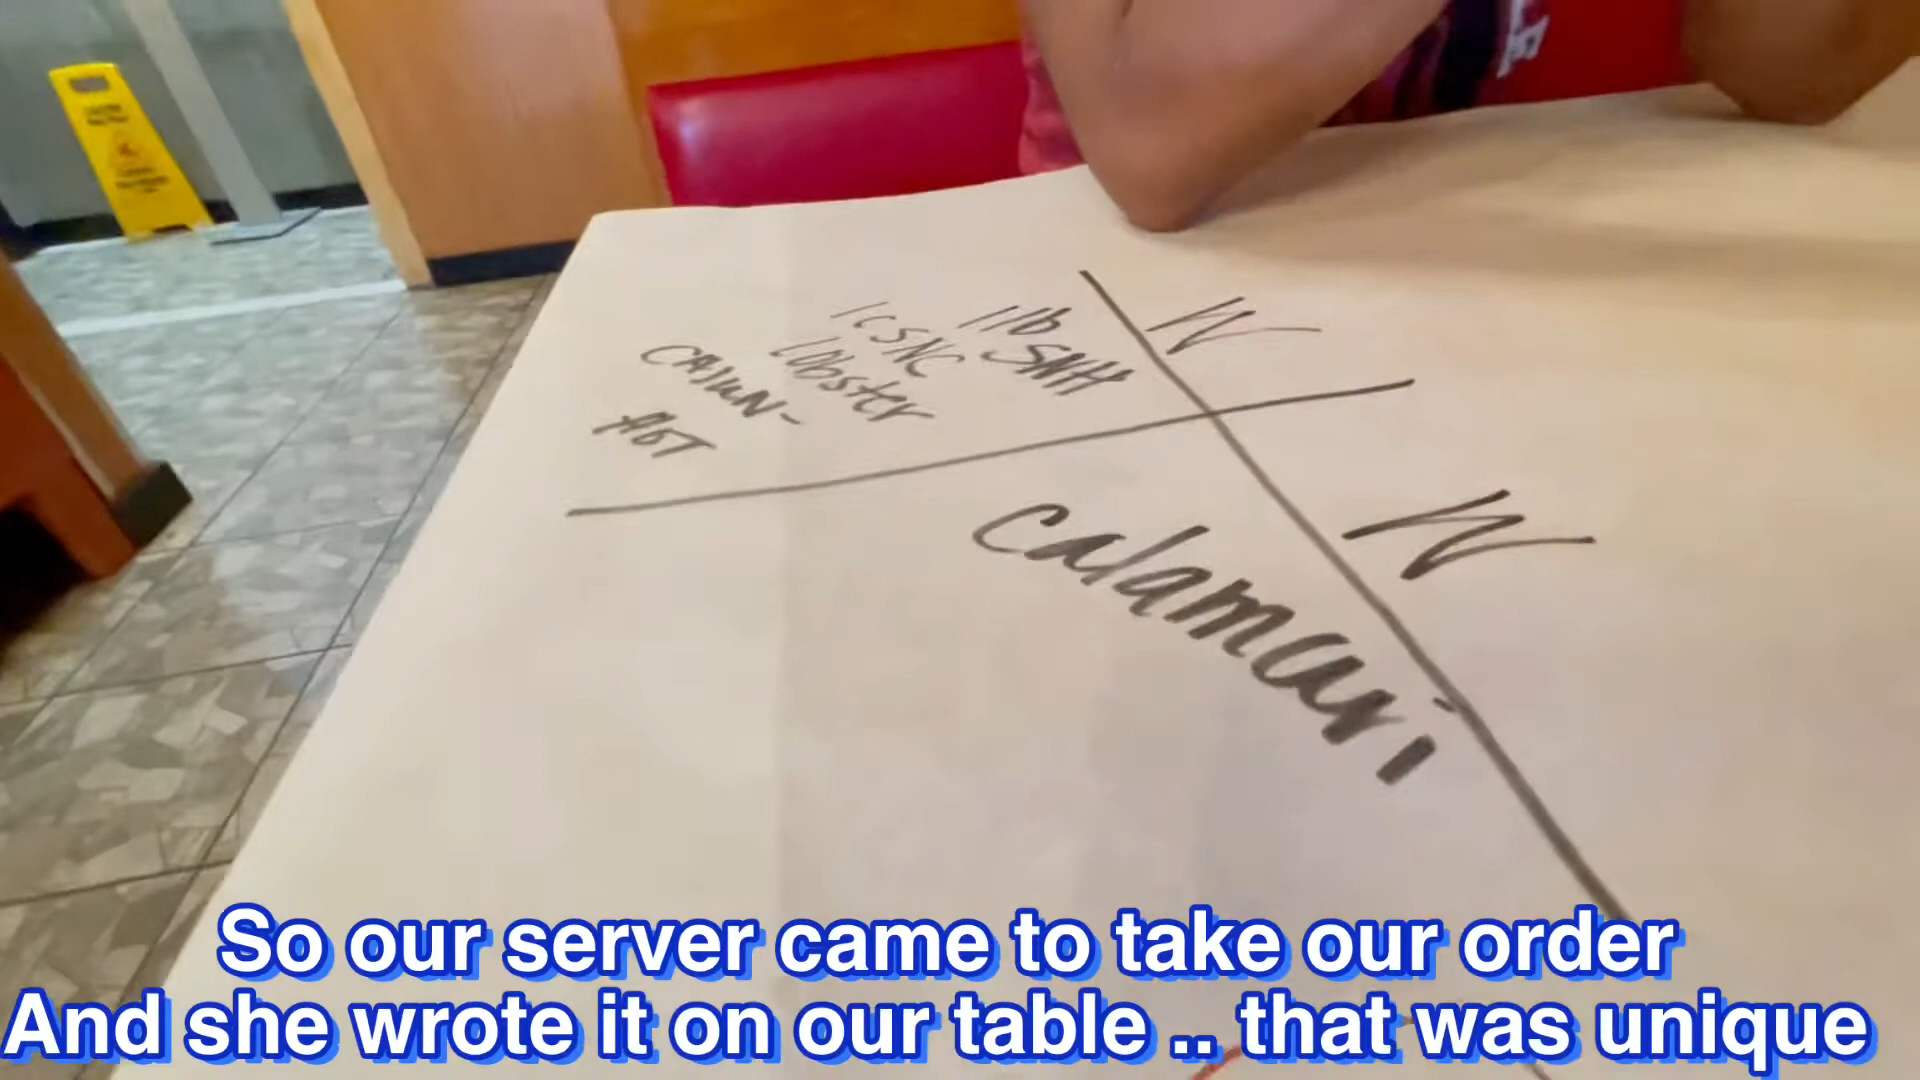 W
1lb SNH
1CSNC
lobster
CAJUN-
HOT
W
calamari
So our server came to take our order
And she wrote it on our table .. that was unique